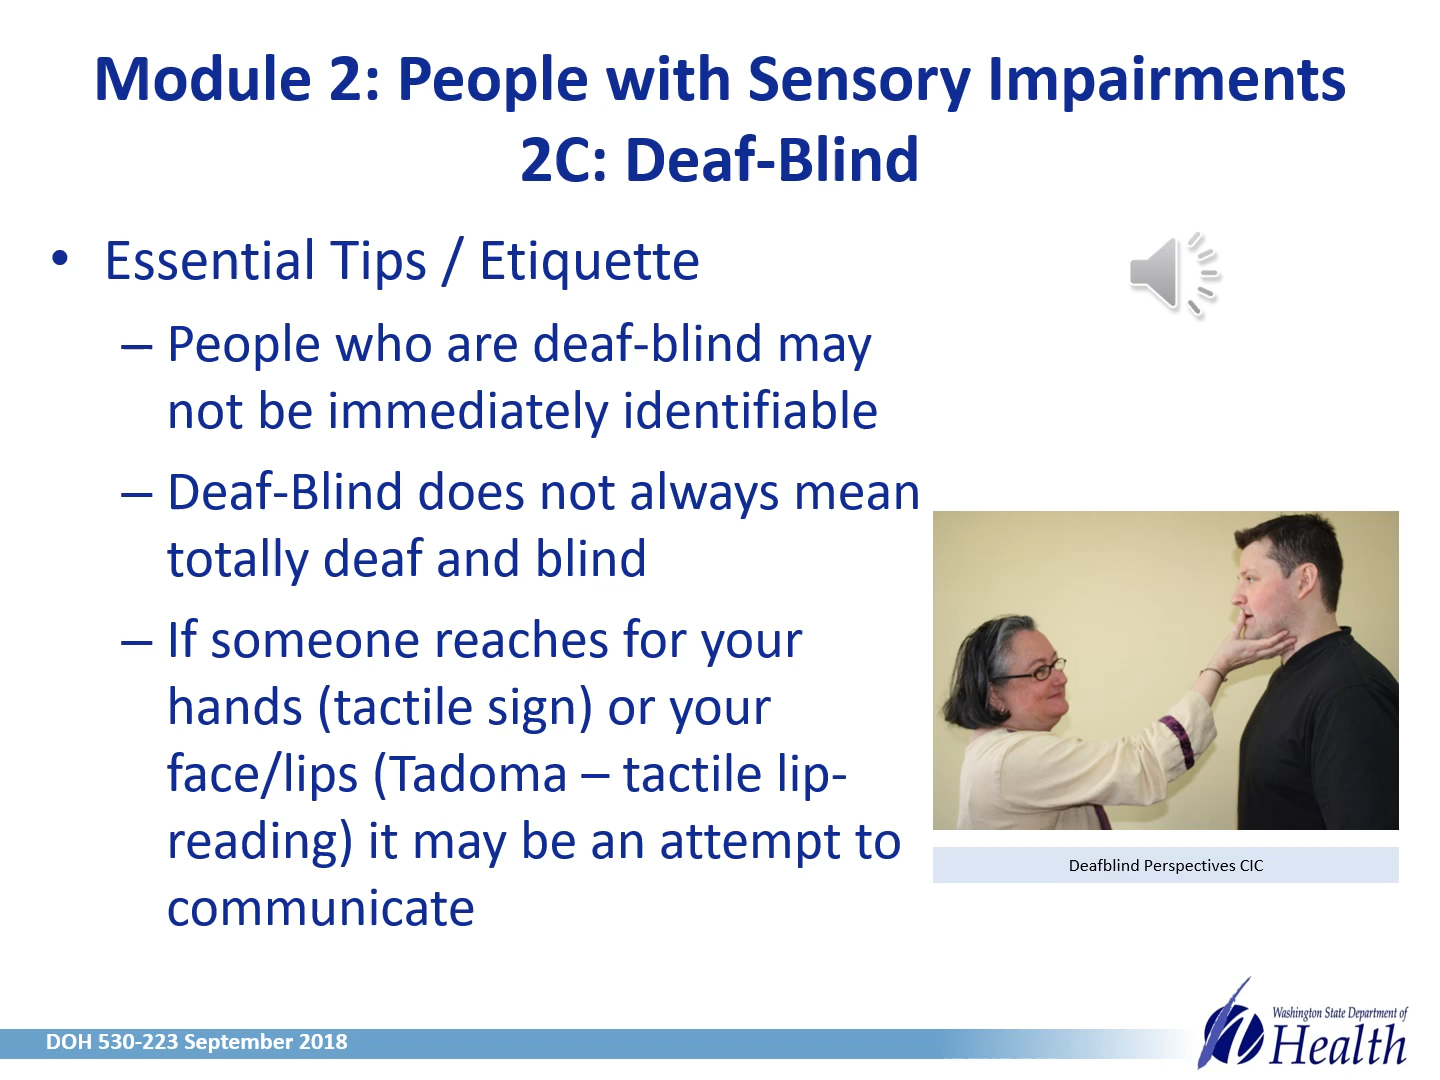 Module 2: People with Sensory Impairments
2C: Deaf-Blind
• Essential Tips / Etiquette
– People who are deaf-blind may
not be immediately identifiable
– Deaf-Blind does not always mean
totally deaf and blind
– If someone reaches for your
hands (tactile sign) or your
face/lips (Tadoma – tactile lip-
reading) it may be an attempt to
communicate
Deafblind Perspectives CIC
DOH 530-223 September 2018
Washington State Department of
Health